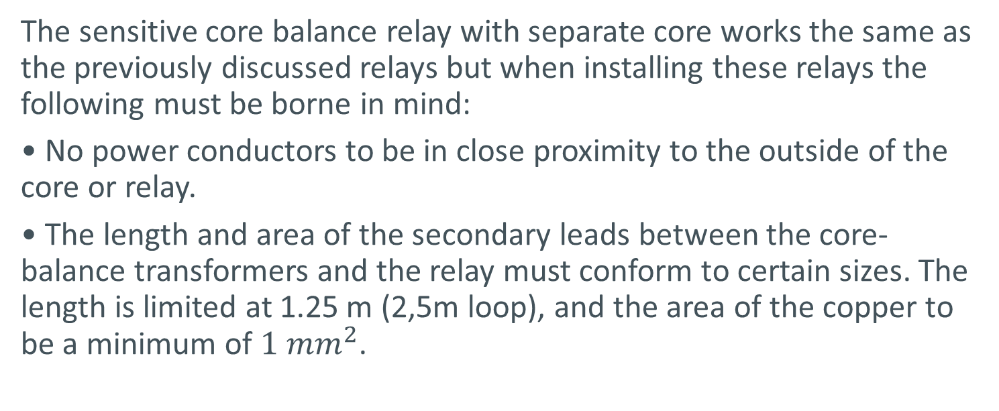 The sensitive core balance relay with separate core works the same as
the previously discussed relays but when installing these relays the
following must be borne in mind:
• No power conductors to be in close proximity to the outside of the
core or relay.
• The length and area of the secondary leads between the core-
balance transformers and the relay must conform to certain sizes. The
length is limited at 1.25 m (2,5m loop), and the area of the copper to
be a minimum of 1 mm².